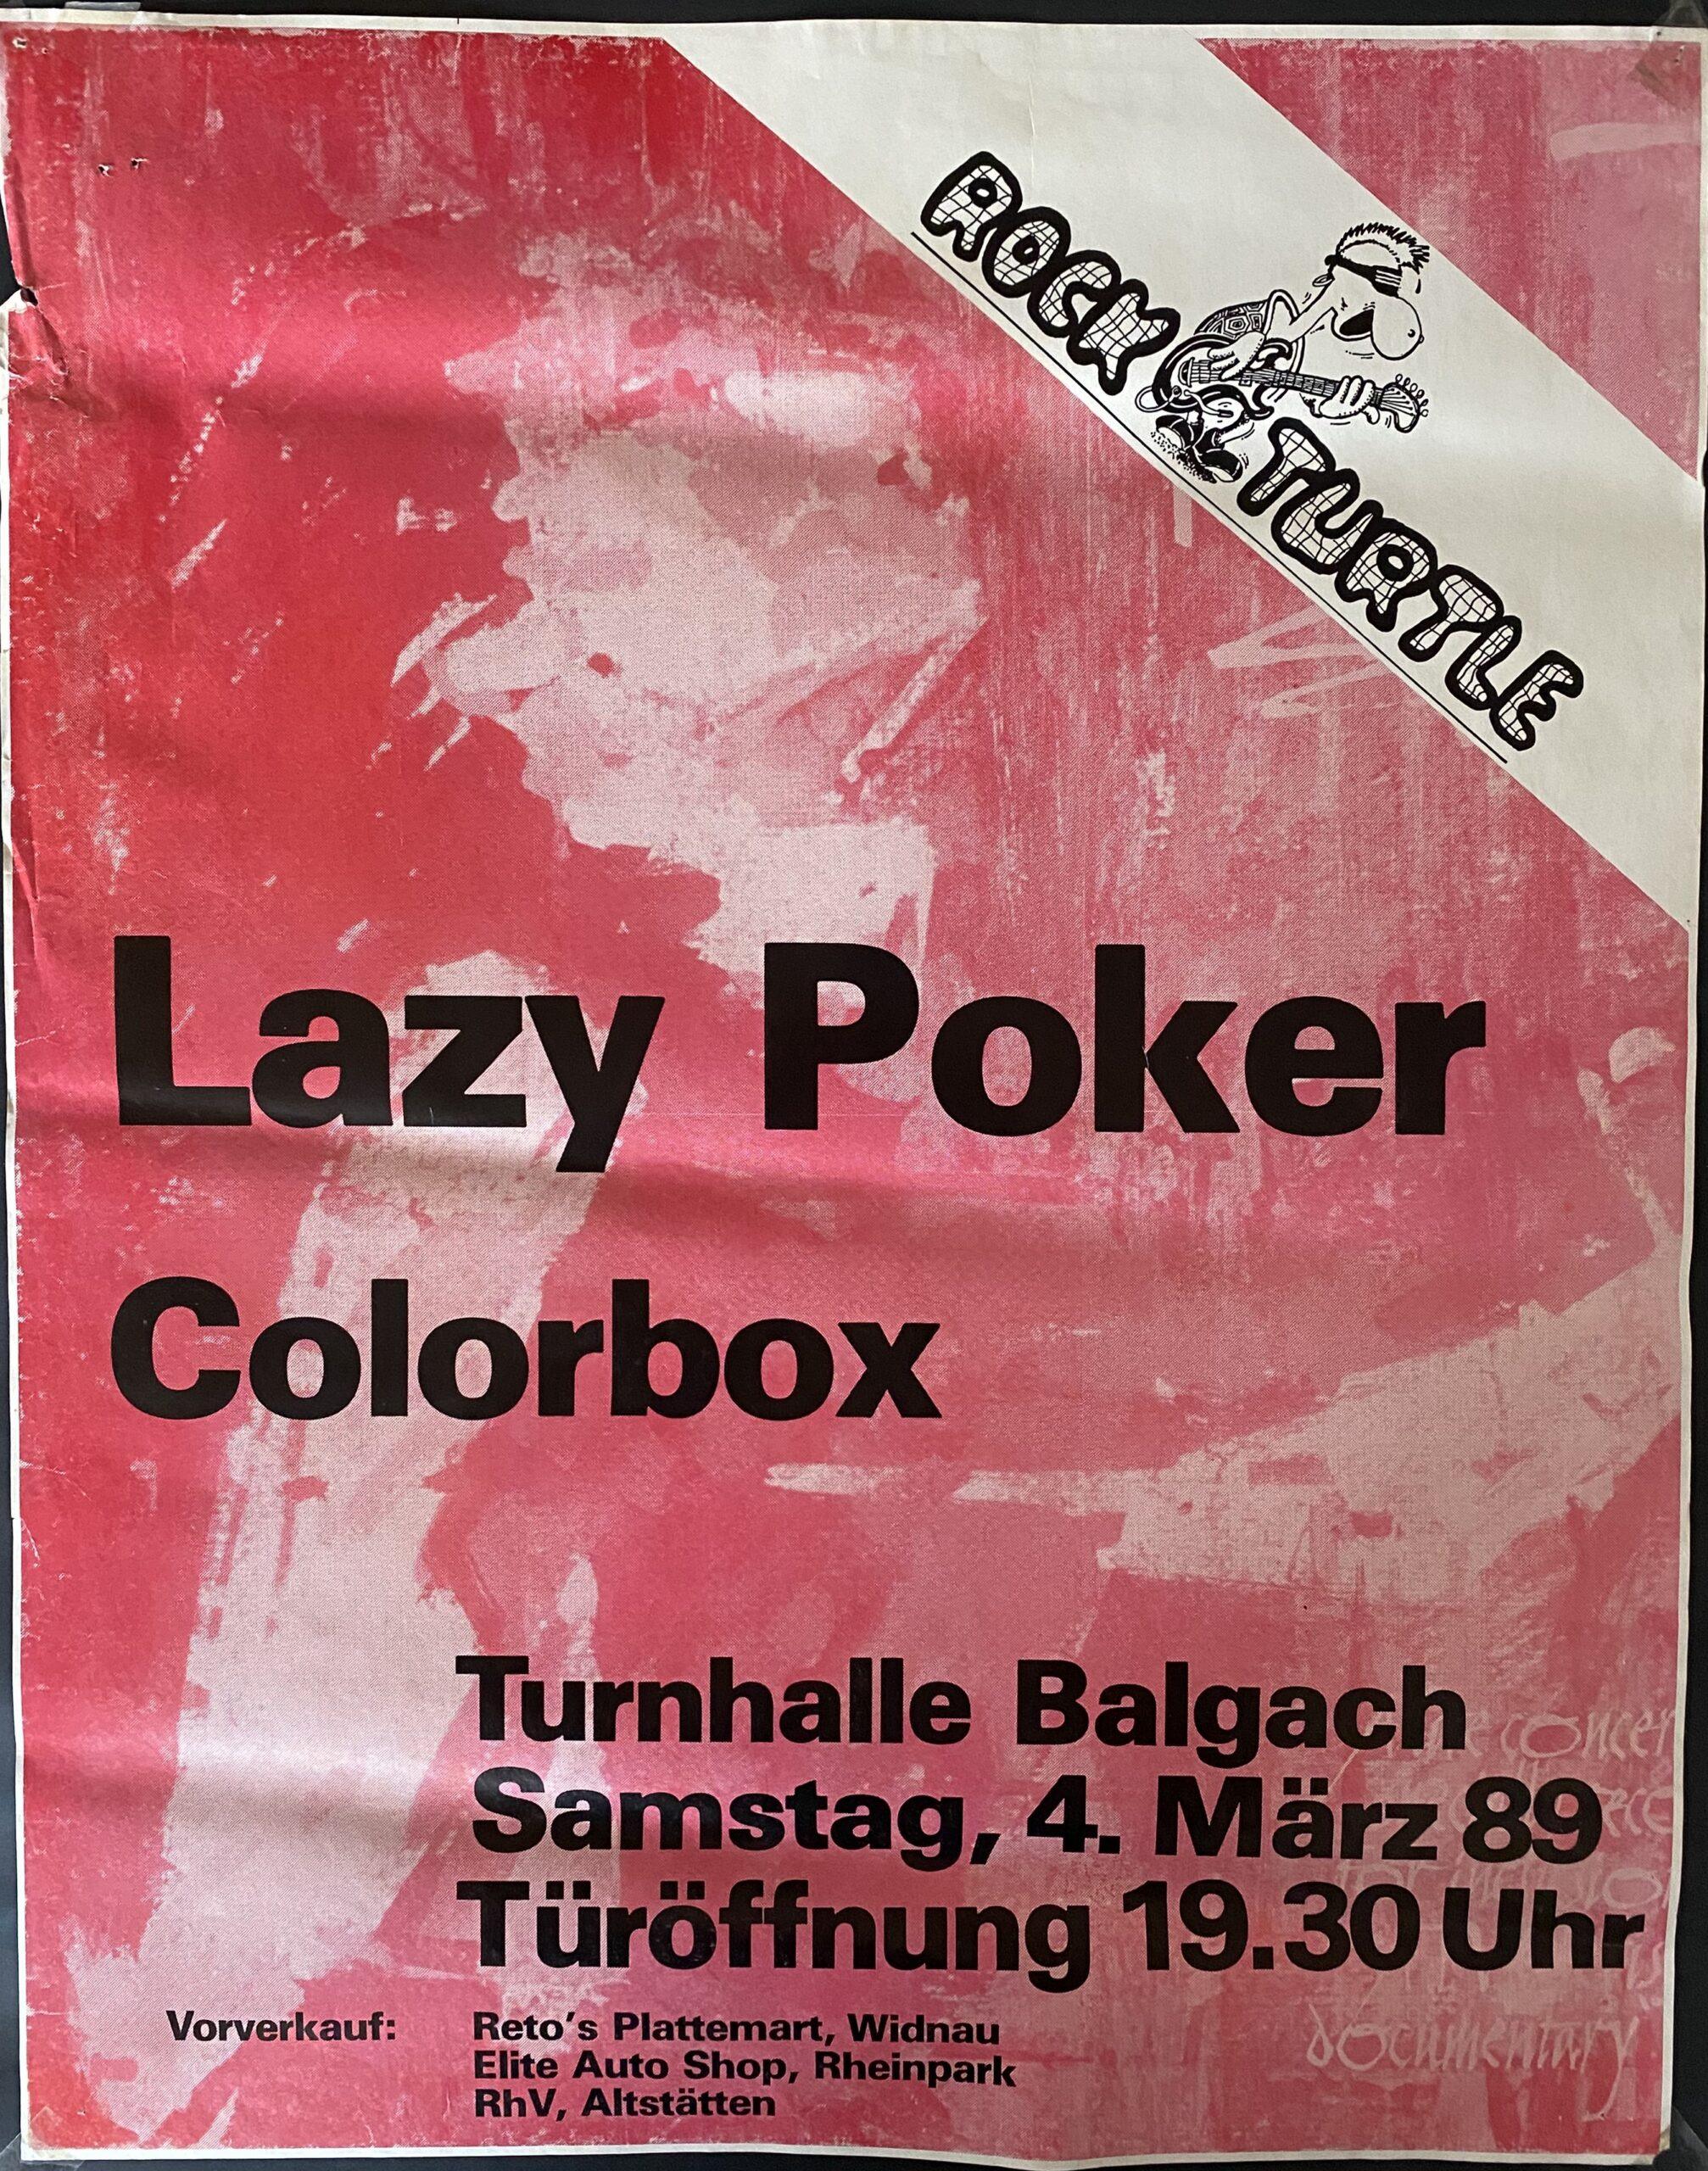 ROCK TURTLE
Lazy Poker
Colorbox
Turnhalle Balgach
Samstag, 4. März 89
Türöffnung 19.30 Uhr
Vorverkauf: Reto's Plattemart, Widnau
Elite Auto Shop, Rheinpark
RhV, Altstätten
documentary